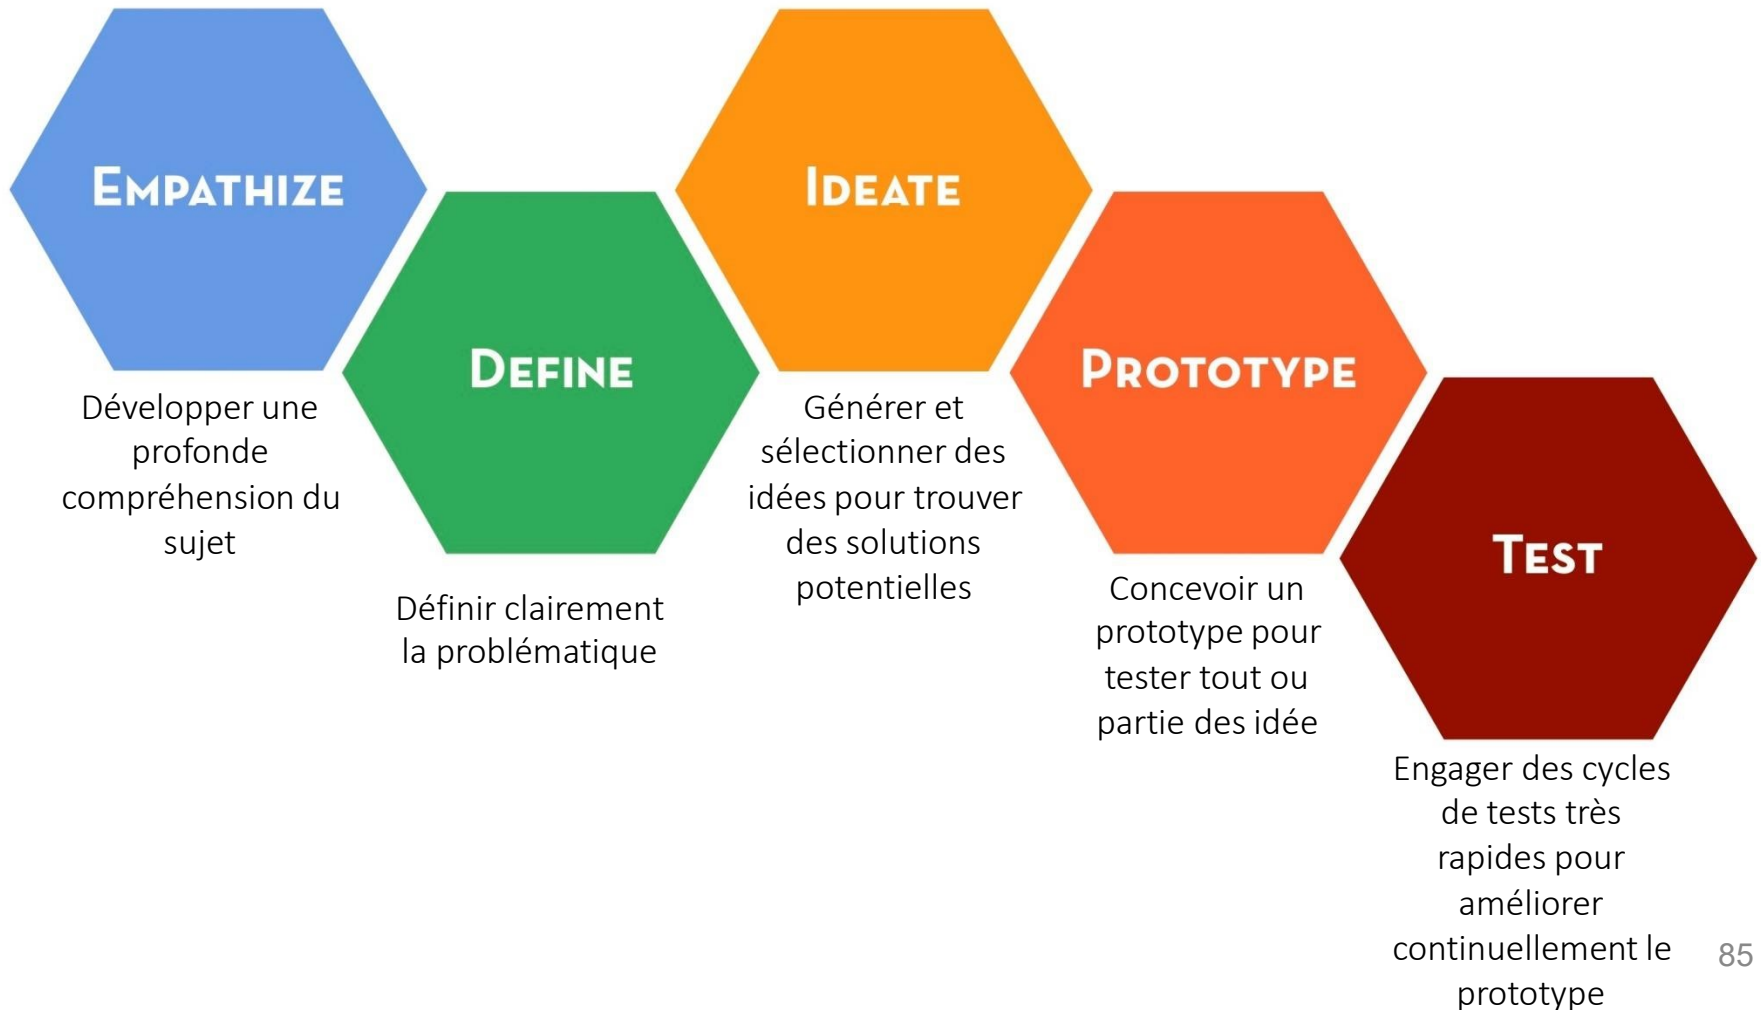 EMPATHIZE
Développer une
profonde
compréhension du
sujet
DEFINE
Définir clairement
la problématique
IDEATE
Générer et
sélectionner des
idées pour trouver
des solutions
potentielles
PROTOTYPE
Concevoir un
prototype pour
tester tout ou
partie des idée
TEST
Engager des cycles
de tests très
rapides pour
améliorer
continuellement le
prototype
85